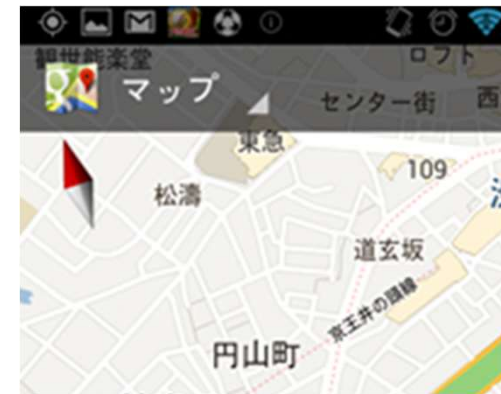 観世能楽堂
ロフト
マップ
センター街
西
東急
109
松濤
道玄坂
京王井の頭線
円山町